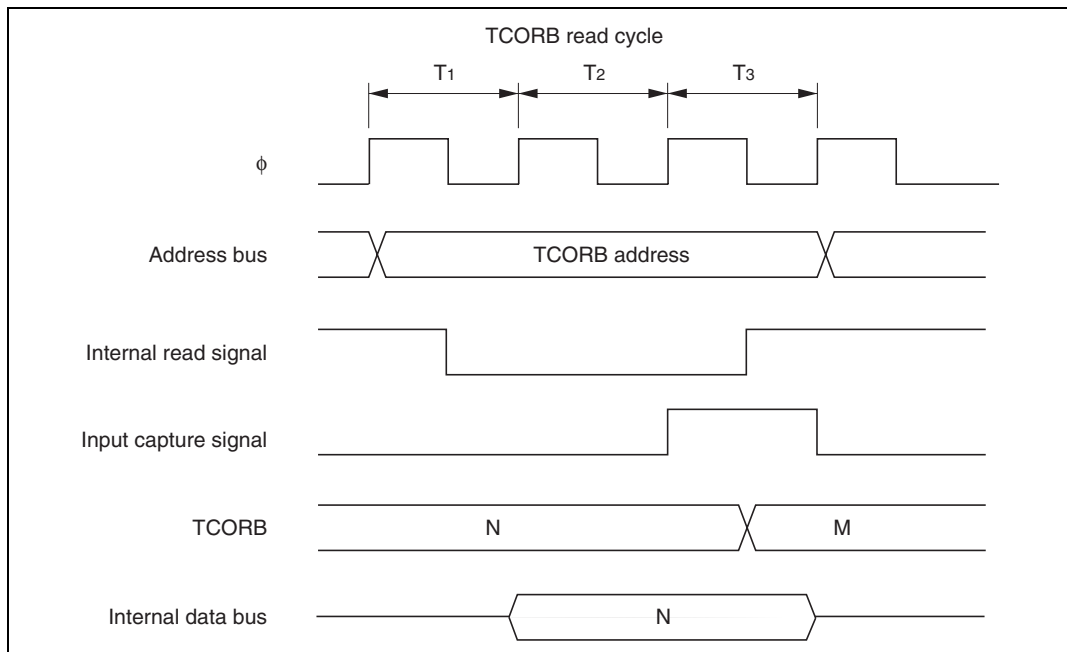 TCORB read cycle
T1 T2 T3
ϕ
Address bus TCORB address
Internal read signal
Input capture signal
TCORB N M
Internal data bus N